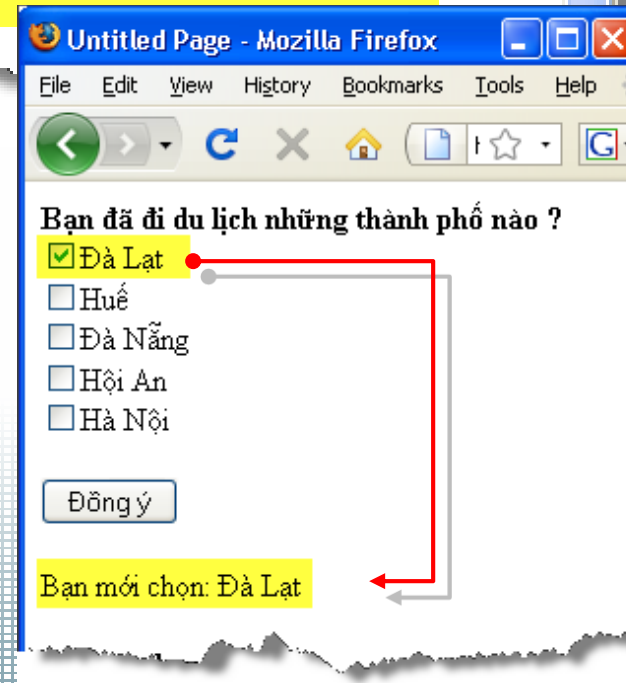 Untitled Page - Mozilla Firefox
File Edit View History Bookmarks Tools Help
G
Bạn đã đi du lịch những thành phố nào ?
Đà Lạt
Huế
Đà Nẵng
Hội An
Hà Nội
Đồng ý
Bạn mới chọn: Đà Lạt